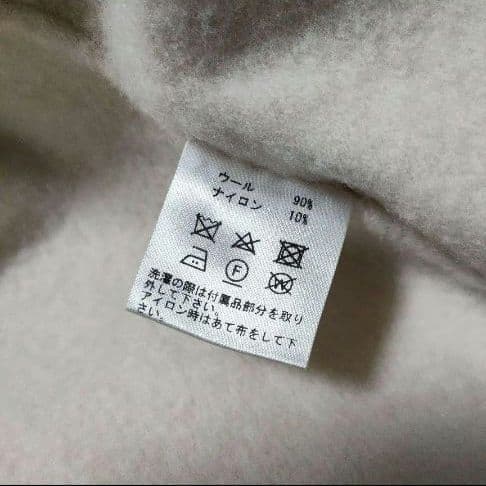 ウール 90%
ナイロン 10%
F W
洗濯の際は付属品部分を取り
外して下さい。
アイロン時はあて布をして下
さい。